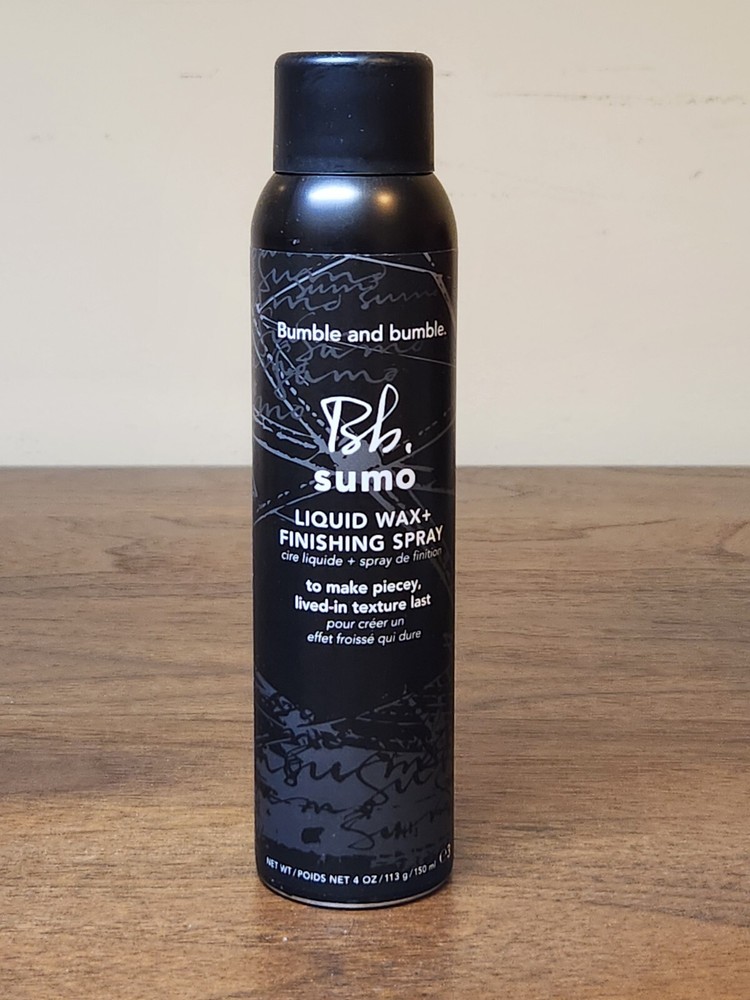 Bumble and bumble.
Bb.
sumo
LIQUID WAX+
FINISHING SPRAY
cire liquide + spray de finition
to make piecey,
lived-in texture last
pour créer un
effet froissé qui dure
NET WT/POIDS NET 4 OZ/113 g/150 ml